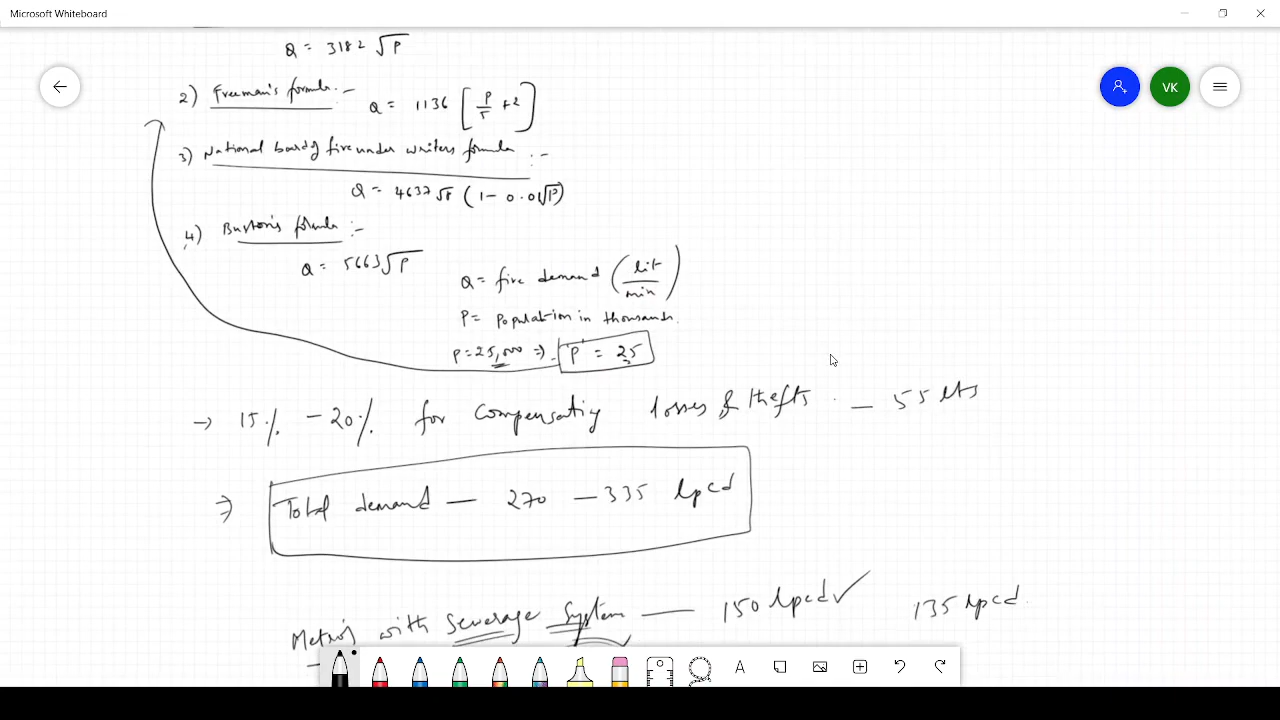 Microsoft Whiteboard
Q = 3182 √P
2) Freeman's formula :-
Q = 1136 [P/5 + 2]
VK
3) National board of fire under writers formula :-
Q = 4637 √P (1 - 0.01√P)
4) Buston's formula :-
Q = 5663 √P
Q = fire demand (lit/min)
P = Population in thousands.
P = 25,000 ⇒ 'P' = 25
→ 15% - 20% for compensating losses & thefts - 55 lts
⇒ Total demand - 270 - 335 lpcd
Metro's with Sewerage System - 150 lpcd ✓ 135 lpcd
A